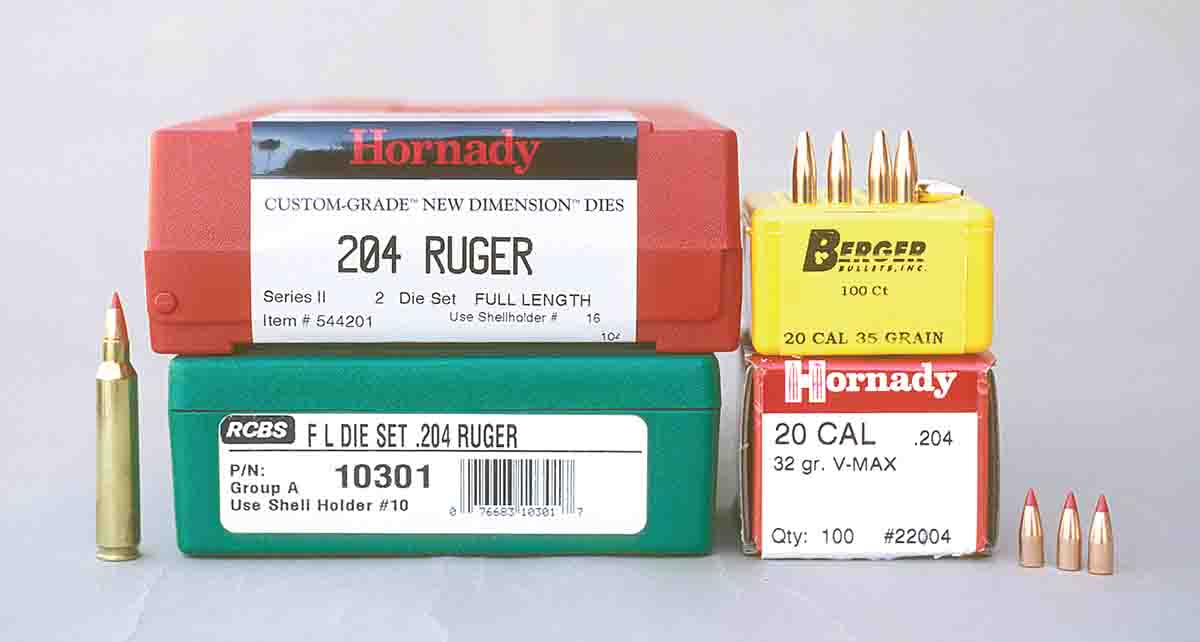 Hornady
CUSTOM-GRADE™ NEW DIMENSION™ DIES
204 RUGER
Series II 2 Die Set FULL LENGTH
Use Shellholder # 16
Item # 544201
RCBS
F L DIE SET .204 RUGER
P/N: 10301
Group A
Use Shell Holder #10
0 76683 10301 7
BERGER
BULLETS, INC.
100 Ct
20 CAL 35 GRAIN
Hornady
20 CAL .204
32 gr. V-MAX
Qty: 100 #22004